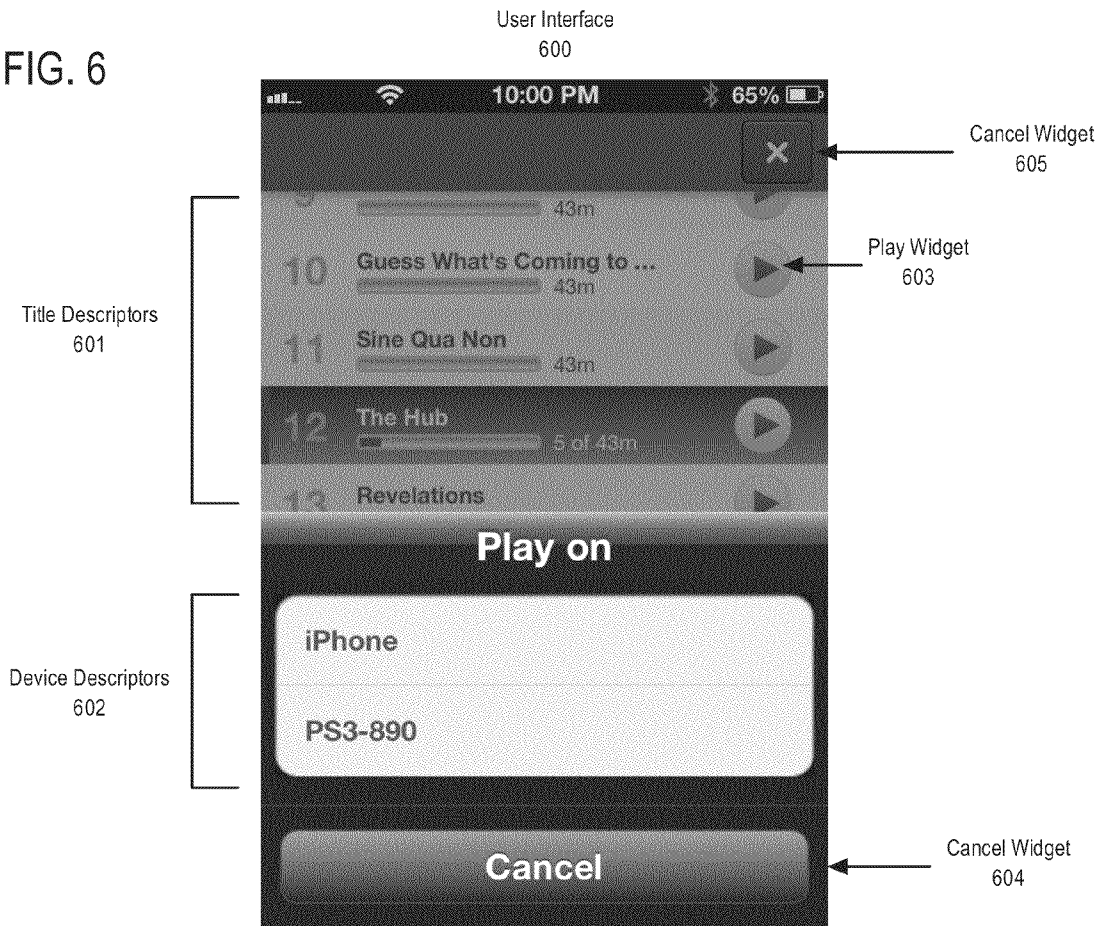 User Interface
600
FIG. 6
10:00 PM
65%
Cancel Widget
605
9
43m
10
Guess What's Coming to ...
43m
Play Widget
603
Title Descriptors
601
11
Sine Qua Non
43m
12
The Hub
5 of 43m
13
Revelations
Play on
iPhone
Device Descriptors
602
PS3-890
Cancel
Cancel Widget
604